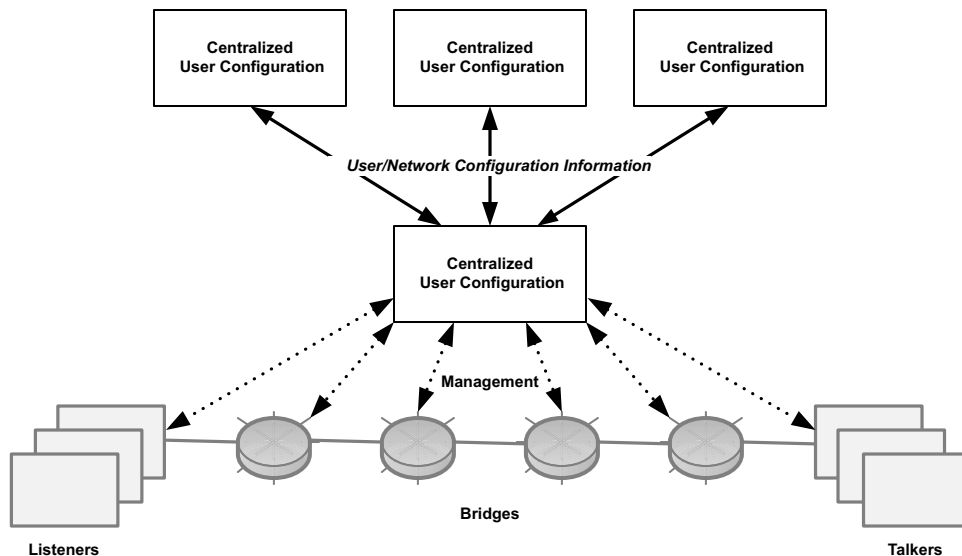 Centralized
User Configuration
Centralized
User Configuration
Centralized
User Configuration
User/Network Configuration Information
Centralized
User Configuration
Management
Bridges
Listeners
Talkers